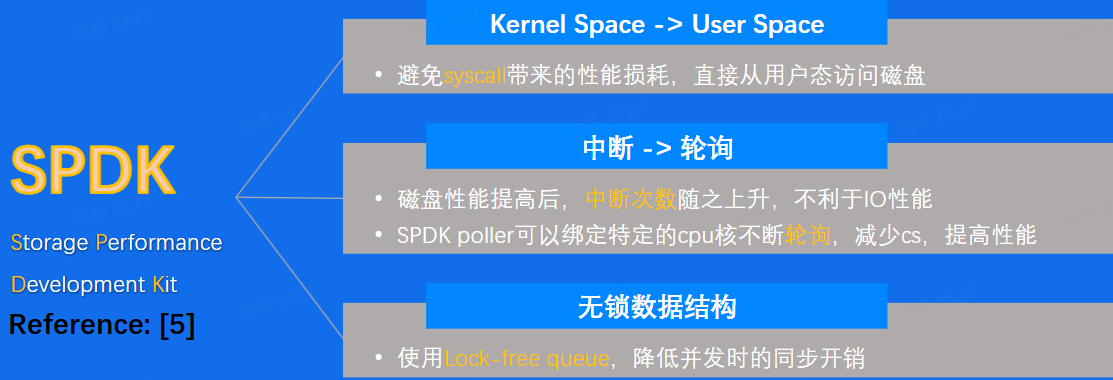 SPDK
Storage Performance
Development Kit
Reference: [5]
Kernel Space -> User Space
• 避免syscall带来的性能损耗，直接从用户态访问磁盘
中断 -> 轮询
• 磁盘性能提高后，中断次数随之上升，不利于IO性能
• SPDK poller可以绑定特定的cpu核不断轮询，减少cs，提高性能
无锁数据结构
• 使用Lock-free queue，降低并发时的同步开销